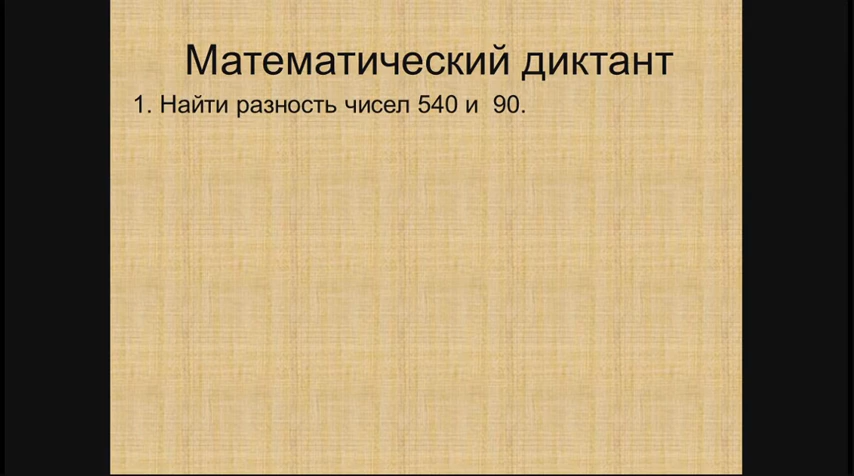 Математический диктант
1. Найти разность чисел 540 и 90.